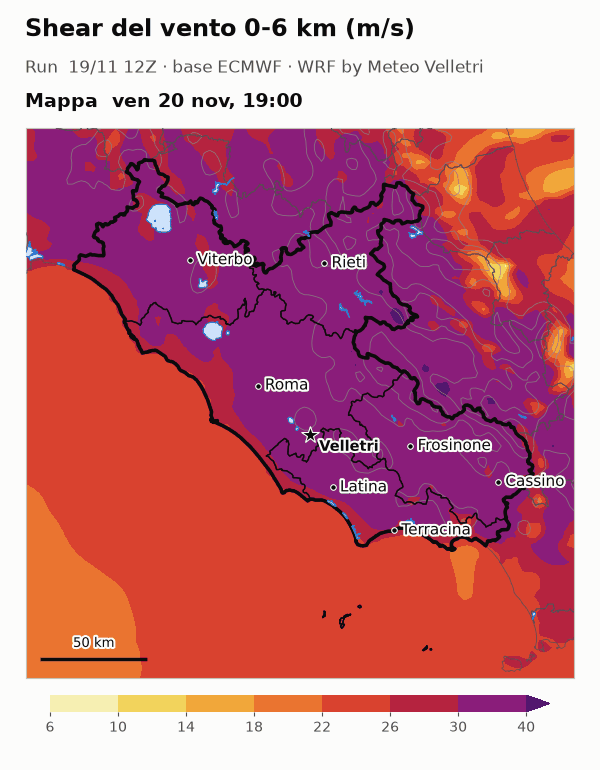 Shear del vento 0-6 km (m/s)
Run  19/11 12Z · base ECMWF · WRF by Meteo Velletri
Mappa  ven 20 nov, 19:00
Viterbo
Rieti
Roma
Velletri
Frosinone
Latina
Cassino
Terracina
50 km
6 10 14 18 22 26 30 40